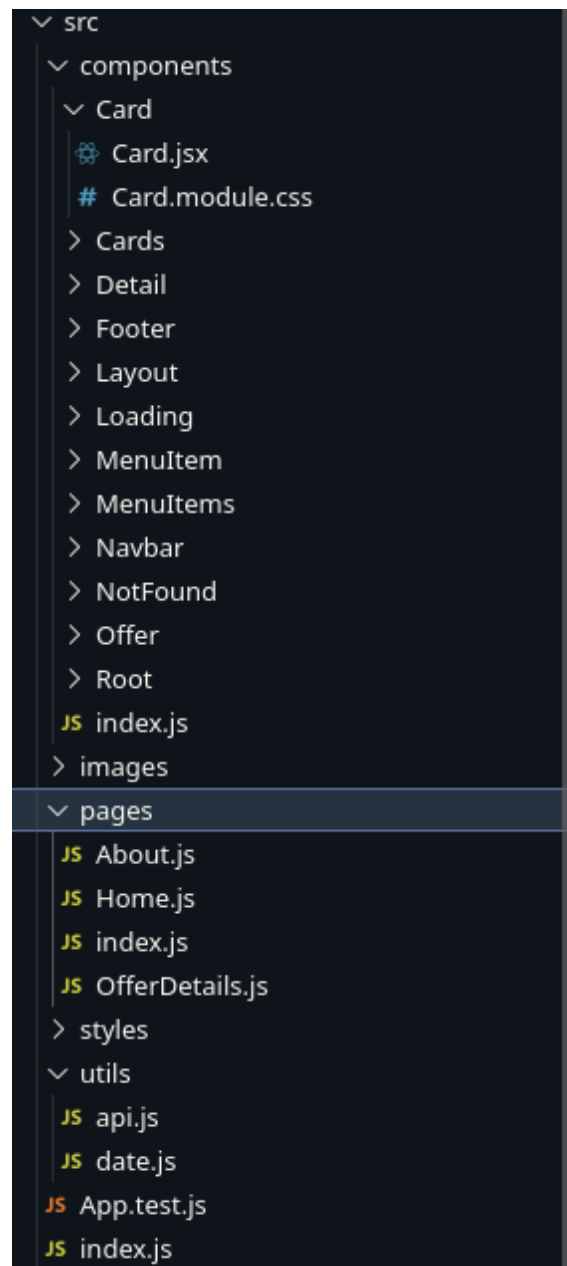 src
components
Card
Card.jsx
# Card.module.css
Cards
Detail
Footer
Layout
Loading
MenuItem
MenuItems
Navbar
NotFound
Offer
Root
JS index.js
images
pages
JS About.js
JS Home.js
JS index.js
JS OfferDetails.js
styles
utils
JS api.js
JS date.js
JS App.test.js
JS index.js